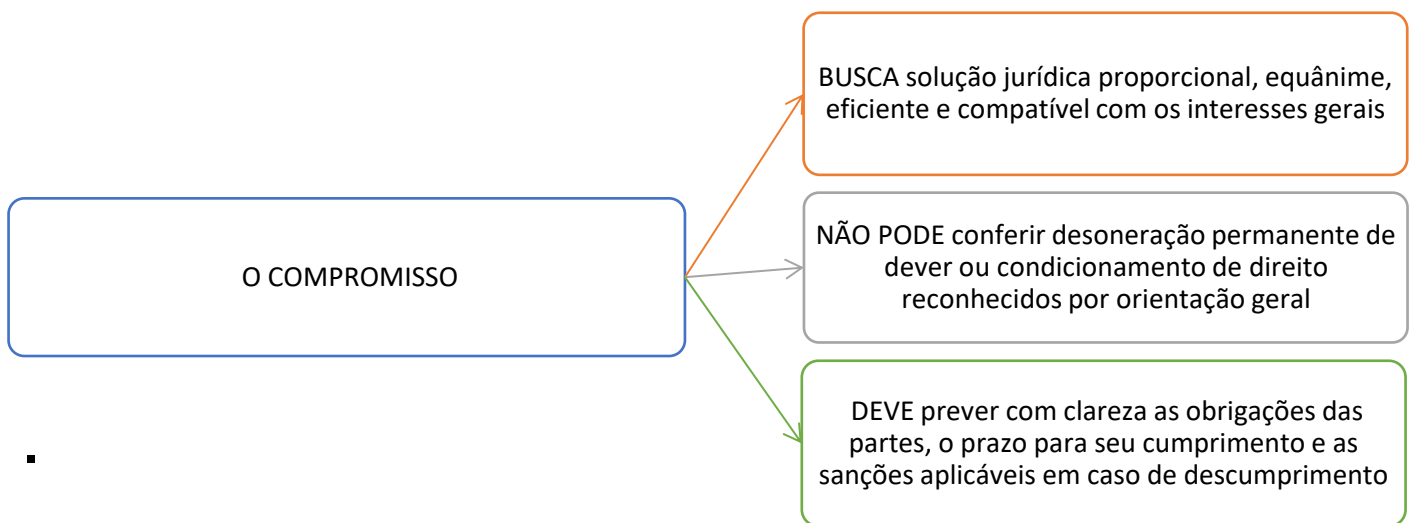 BUSCA solução jurídica proporcional, equânime,
eficiente e compatível com os interesses gerais
O COMPROMISSO
NÃO PODE conferir desoneração permanente de
dever ou condicionamento de direito
reconhecidos por orientação geral
DEVE prever com clareza as obrigações das
partes, o prazo para seu cumprimento e as
sanções aplicáveis em caso de descumprimento